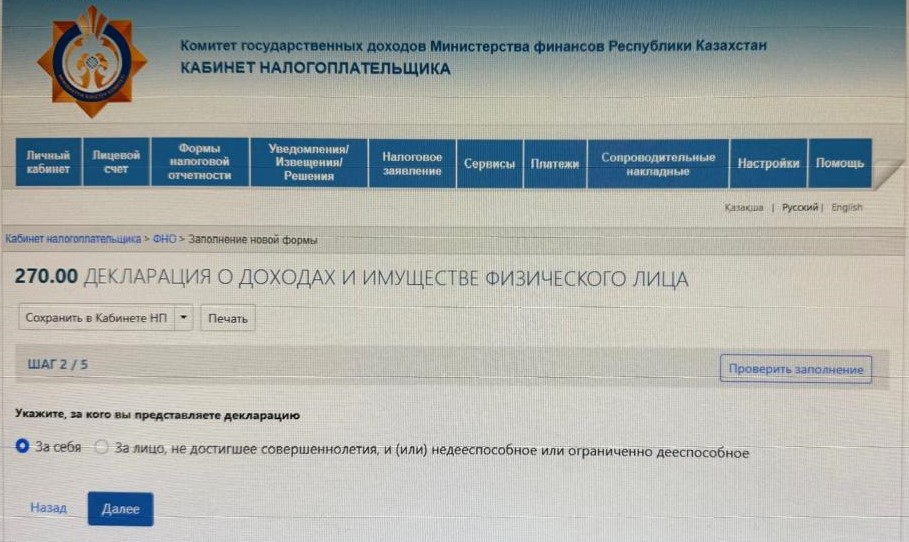 Комитет государственных доходов Министерства финансов Республики Казахстан
КАБИНЕТ НАЛОГОПЛАТЕЛЬЩИКА
Личный кабинет
Лицевой счет
Формы налоговой отчетности
Уведомления/ Извещения/ Решения
Налоговое заявление
Сервисы
Платежи
Сопроводительные накладные
Настройки
Помощь
Қазақша | Русский | English
Кабинет налогоплательщика > ФНО > Заполнение новой формы
270.00 ДЕКЛАРАЦИЯ О ДОХОДАХ И ИМУЩЕСТВЕ ФИЗИЧЕСКОГО ЛИЦА
Сохранить в Кабинете НП
Печать
ШАГ 2 / 5
Проверить заполнение
Укажите, за кого вы представляете декларацию
За себя
За лицо, не достигшее совершеннолетия, и (или) недееспособное или ограниченно дееспособное
Назад
Далее